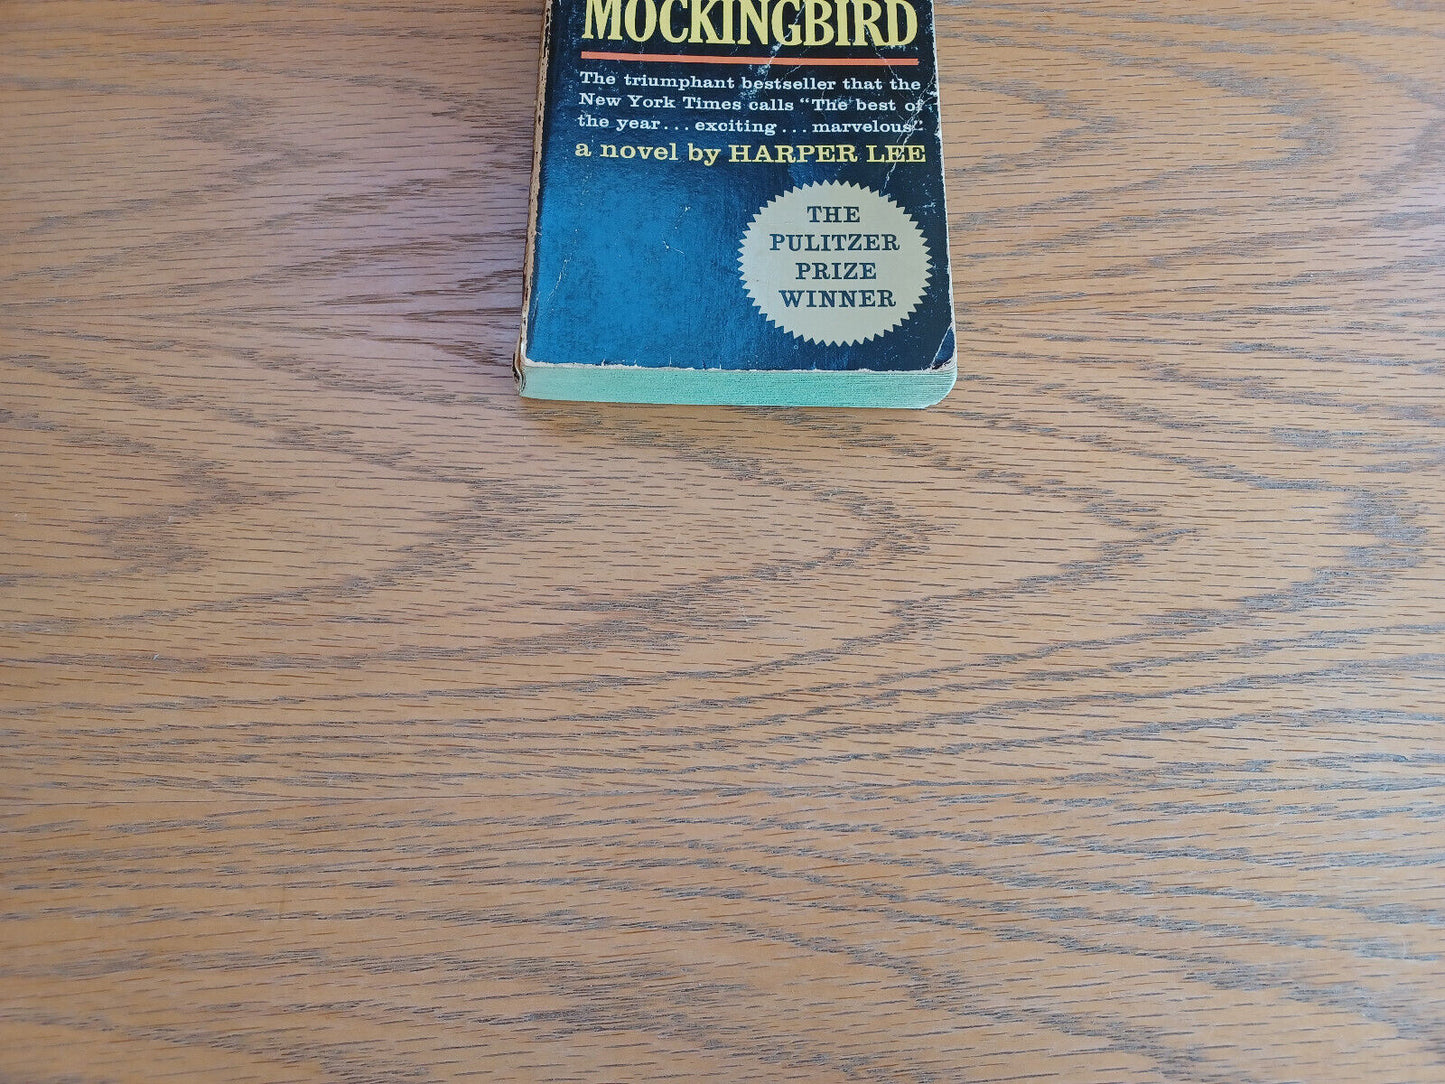 MOCKINGBIRD
The triumphant bestseller that the
New York Times calls “The best of
the year...exciting...marvelous”
a novel by HARPER LEE
THE
PULITZER
PRIZE
WINNER